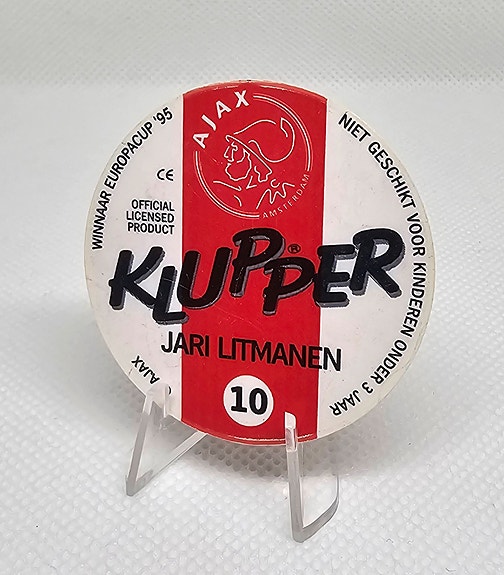 AJAX
AMSTERDAM
WINNAAR EUROPACUP '95
NIET GESCHIKT VOOR KINDEREN ONDER 3 JAAR
CE
OFFICIAL
LICENSED
PRODUCT
KLUPPER®
JARI LITMANEN
10
AJAX